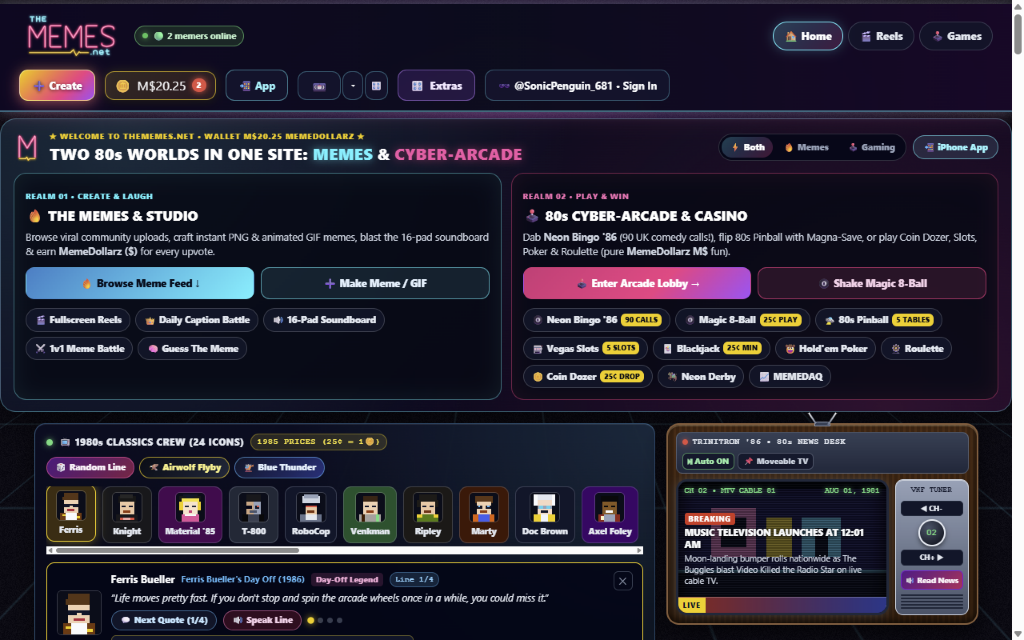 THE
MEMES
.net
2 memers online
Home
Reels
Games
Create
M$20.25 2
App
Extras
@SonicPenguin_681 • Sign In
★ WELCOME TO THEMEMES.NET • WALLET M$20.25 MEMEDOLLARZ ★
TWO 80s WORLDS IN ONE SITE: MEMES & CYBER-ARCADE
Both
Memes
Gaming
iPhone App
REALM 01 • CREATE & LAUGH
THE MEMES & STUDIO
Browse viral community uploads, craft instant PNG & animated GIF memes, blast the 16-pad soundboard
& earn MemeDollarz ($) for every upvote.
Browse Meme Feed ↓
Make Meme / GIF
Fullscreen Reels
Daily Caption Battle
16-Pad Soundboard
1v1 Meme Battle
Guess The Meme
REALM 02 • PLAY & WIN
80s CYBER-ARCADE & CASINO
Dab Neon Bingo '86 (90 UK comedy calls!), flip 80s Pinball with Magna-Save, or play Coin Dozer, Slots,
Poker & Roulette (pure MemeDollarz M$ fun).
Enter Arcade Lobby →
Shake Magic 8-Ball
Neon Bingo '86 90 CALLS
Magic 8-Ball 25¢ PLAY
80s Pinball 5 TABLES
Vegas Slots 5 SLOTS
Blackjack 25¢ MIN
Hold'em Poker
Roulette
Coin Dozer 25¢ DROP
Neon Derby
MEMEDAQ
1980s CLASSICS CREW (24 ICONS)
1985 PRICES (25¢ = 1)
Random Line
Airwolf Flyby
Blue Thunder
Ferris
Knight
Material '85
T-800
RoboCop
Venkman
Ripley
Marty
Doc Brown
Axel Foley
Ferris Bueller Ferris Bueller's Day Off (1986) Day-Off Legend Line 1/4
"Life moves pretty fast. If you don't stop and spin the arcade wheels once in a while, you could miss it."
Next Quote (1/4)
Speak Line
TRINITRON '86 • 80s NEWS DESK
Auto ON
Moveable TV
CH 02 • MTV CABLE 81
AUG 01, 1981
BREAKING
MUSIC TELEVISION LAUNCHES AT 12:01
AM
Moon-landing bumper rolls nationwide as The
Buggles blast Video Killed the Radio Star on live
cable TV.
LIVE
VHF TUNER
◀ CH-
02
CH+ ▶
Read News